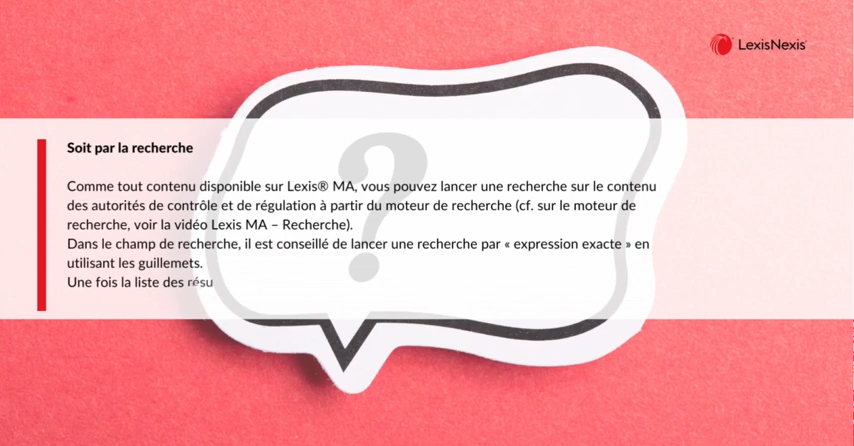 LexisNexis
Soit par la recherche
Comme tout contenu disponible sur Lexis® MA, vous pouvez lancer une recherche sur le contenu
des autorités de contrôle et de régulation à partir du moteur de recherche (cf. sur le moteur de
recherche, voir la vidéo Lexis MA – Recherche).
Dans le champ de recherche, il est conseillé de lancer une recherche par « expression exacte » en
utilisant les guillemets.
Une fois la liste des résu
?